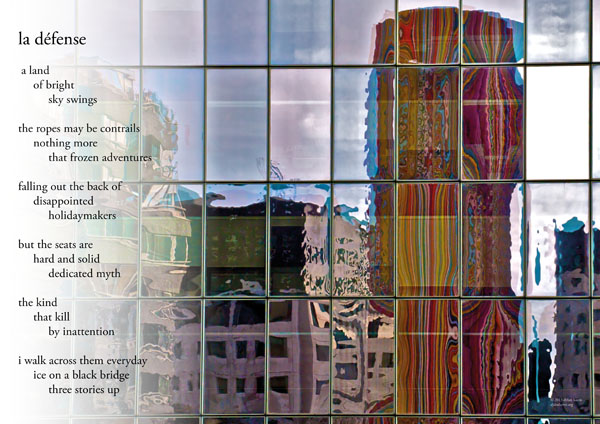 la défense
a land
of bright
sky swings
the ropes may be contrails
nothing more
that frozen adventures
falling out the back of
disappointed
holidaymakers
but the seats are
hard and solid
dedicated myth
the kind
that kill
by inattention
i walk across them everyday
ice on a black bridge
three stories up